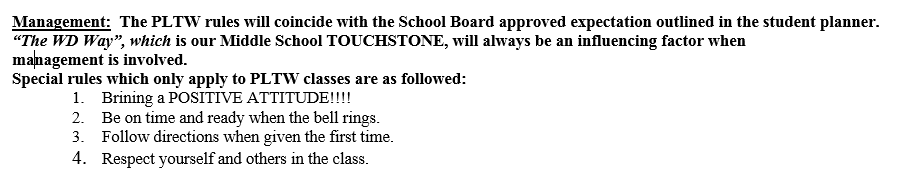 Management: The PLTW rules will coincide with the School Board approved expectation outlined in the student planner.
“The WD Way”, which is our Middle School TOUCHSTONE, will always be an influencing factor when
management is involved.
Special rules which only apply to PLTW classes are as followed:
1. Brining a POSITIVE ATTITUDE!!!!
2. Be on time and ready when the bell rings.
3. Follow directions when given the first time.
4. Respect yourself and others in the class.